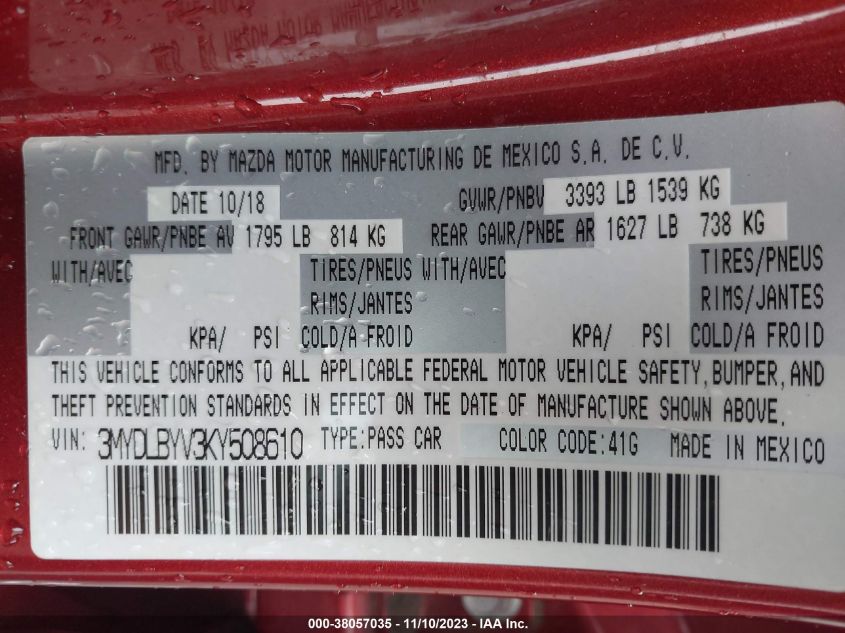 MFD. BY MAZDA MOTOR MANUFACTURING DE MEXICO S.A. DE C.V.
DATE 10/18 GVWR/PNBV 3393 LB 1539 KG
FRONT GAWR/PNBE AV 1795 LB 814 KG REAR GAWR/PNBE AR 1627 LB 738 KG
WITH/AVEC TIRES/PNEUS WITH/AVEC TIRES/PNEUS
RIMS/JANTES RIMS/JANTES
KPA/ PSI COLD/A FROID KPA/ PSI COLD/A FROID
THIS VEHICLE CONFORMS TO ALL APPLICABLE FEDERAL MOTOR VEHICLE SAFETY, BUMPER, AND
THEFT PREVENTION STANDARDS IN EFFECT ON THE DATE OF MANUFACTURE SHOWN ABOVE.
VIN: 3MYDLBYV3KY508610 TYPE:PASS CAR COLOR CODE:41G MADE IN MEXICO
000-38057035 — 11/10/2023 — IAA Inc.